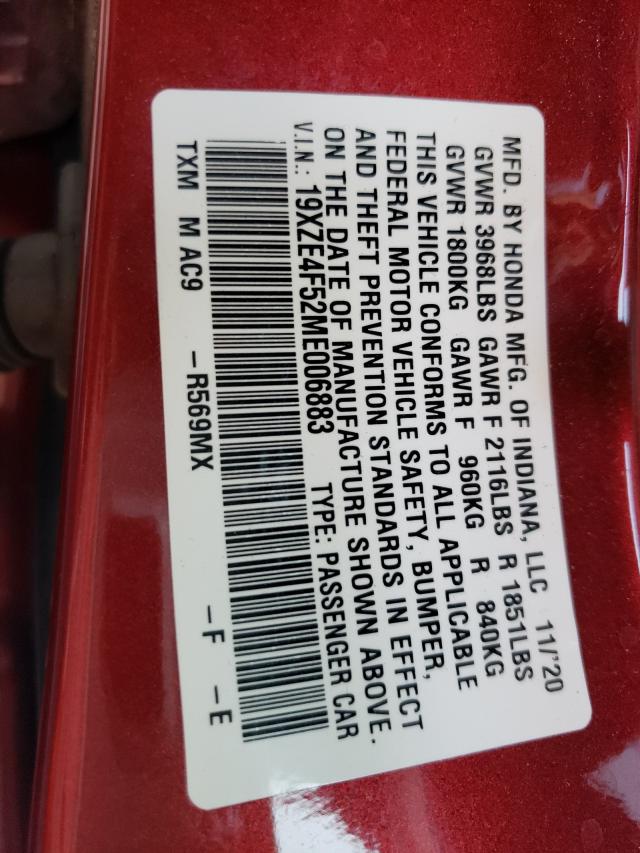 MFD. BY HONDA MFG. OF INDIANA, LLC 11/'20
GVWR 3968LBS GAWR F 2116LBS R 1851LBS
GVWR 1800KG GAWR F 960KG R 840KG
THIS VEHICLE CONFORMS TO ALL APPLICABLE
FEDERAL MOTOR VEHICLE SAFETY, BUMPER,
AND THEFT PREVENTION STANDARDS IN EFFECT
ON THE DATE OF MANUFACTURE SHOWN ABOVE.
V.I.N.: 19XZE4F52ME006883 TYPE: PASSENGER CAR
TXM M AC9 –R569MX –F –E